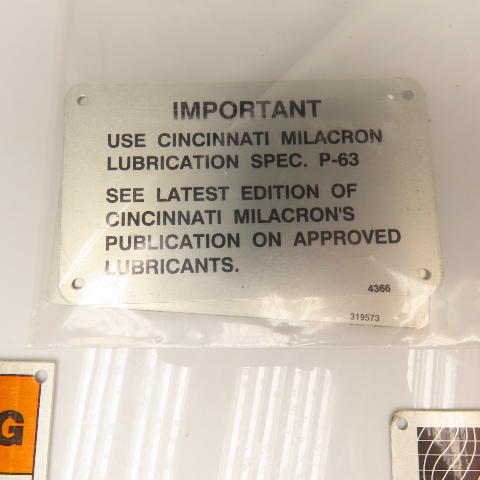 IMPORTANT
USE CINCINNATI MILACRON
LUBRICATION SPEC. P-63
SEE LATEST EDITION OF
CINCINNATI MILACRON'S
PUBLICATION ON APPROVED
LUBRICANTS.
4366
319573
G